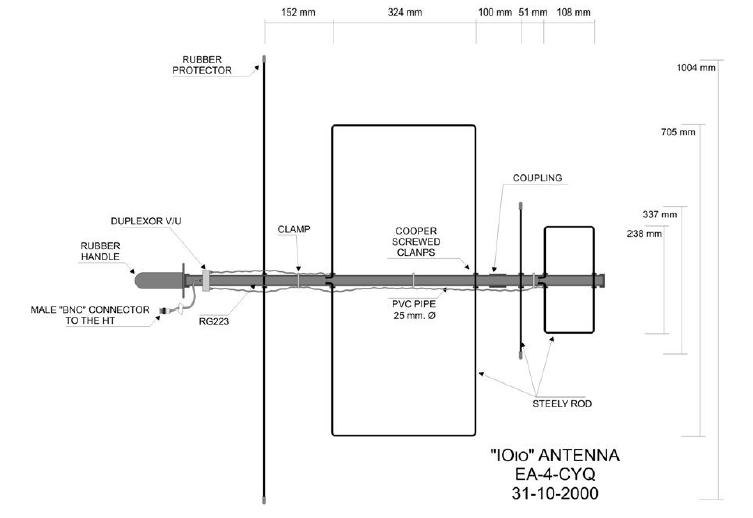 152 mm 324 mm 100 mm 51 mm 108 mm
RUBBER
PROTECTOR
1004 mm
705 mm
COUPLING
337 mm
DUPLEXOR V/U
CLAMP
COOPER
SCREWED
CLANPS
238 mm
RUBBER
HANDLE
MALE "BNC" CONNECTOR
TO THE HT
RG223
PVC PIPE
25 mm. Ø
STEELY ROD
"IOıo" ANTENNA
EA-4-CYQ
31-10-2000